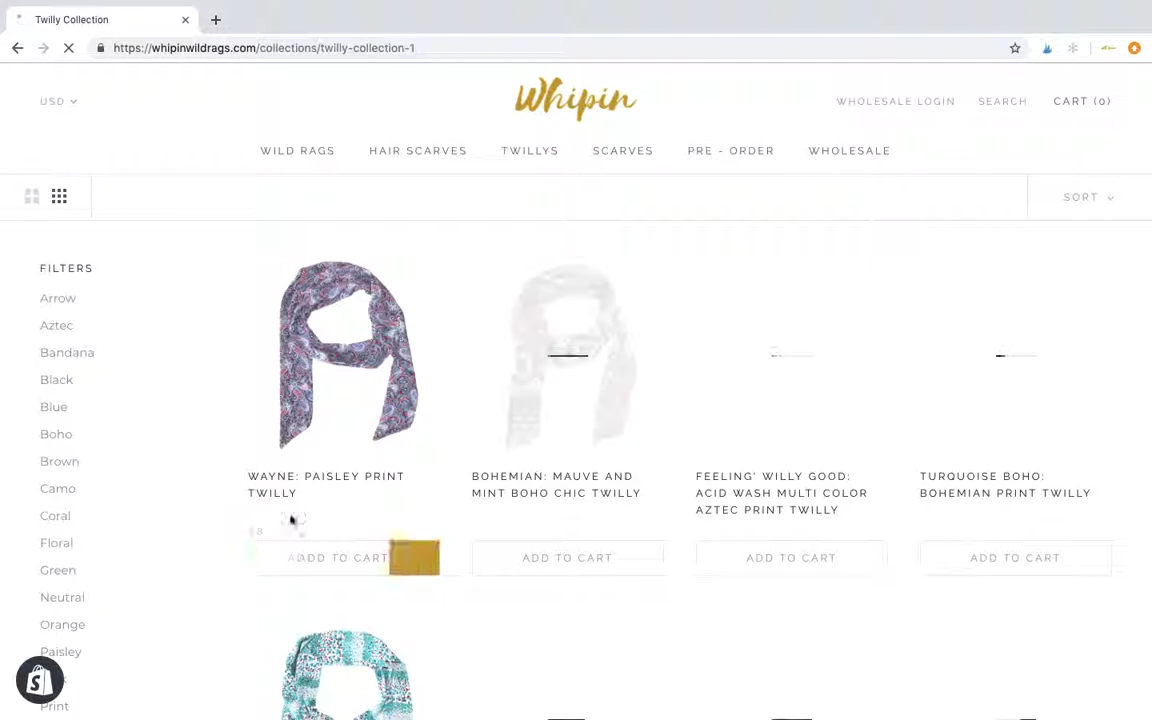 Twilly Collection
https://whipinwildrags.com/collections/twilly-collection-1
USD
Whipin
WHOLESALE LOGIN
SEARCH
CART (0)
WILD RAGS
HAIR SCARVES
TWILLYS
SCARVES
PRE - ORDER
WHOLESALE
SORT
FILTERS
Arrow
Aztec
Bandana
Black
Blue
Boho
Brown
Camo
Coral
Floral
Green
Neutral
Orange
Paisley
Print
WAYNE: PAISLEY PRINT
TWILLY
ADD TO CART
BOHEMIAN: MAUVE AND
MINT BOHO CHIC TWILLY
ADD TO CART
FEELING' WILLY GOOD:
ACID WASH MULTI COLOR
AZTEC PRINT TWILLY
ADD TO CART
TURQUOISE BOHO:
BOHEMIAN PRINT TWILLY
ADD TO CART